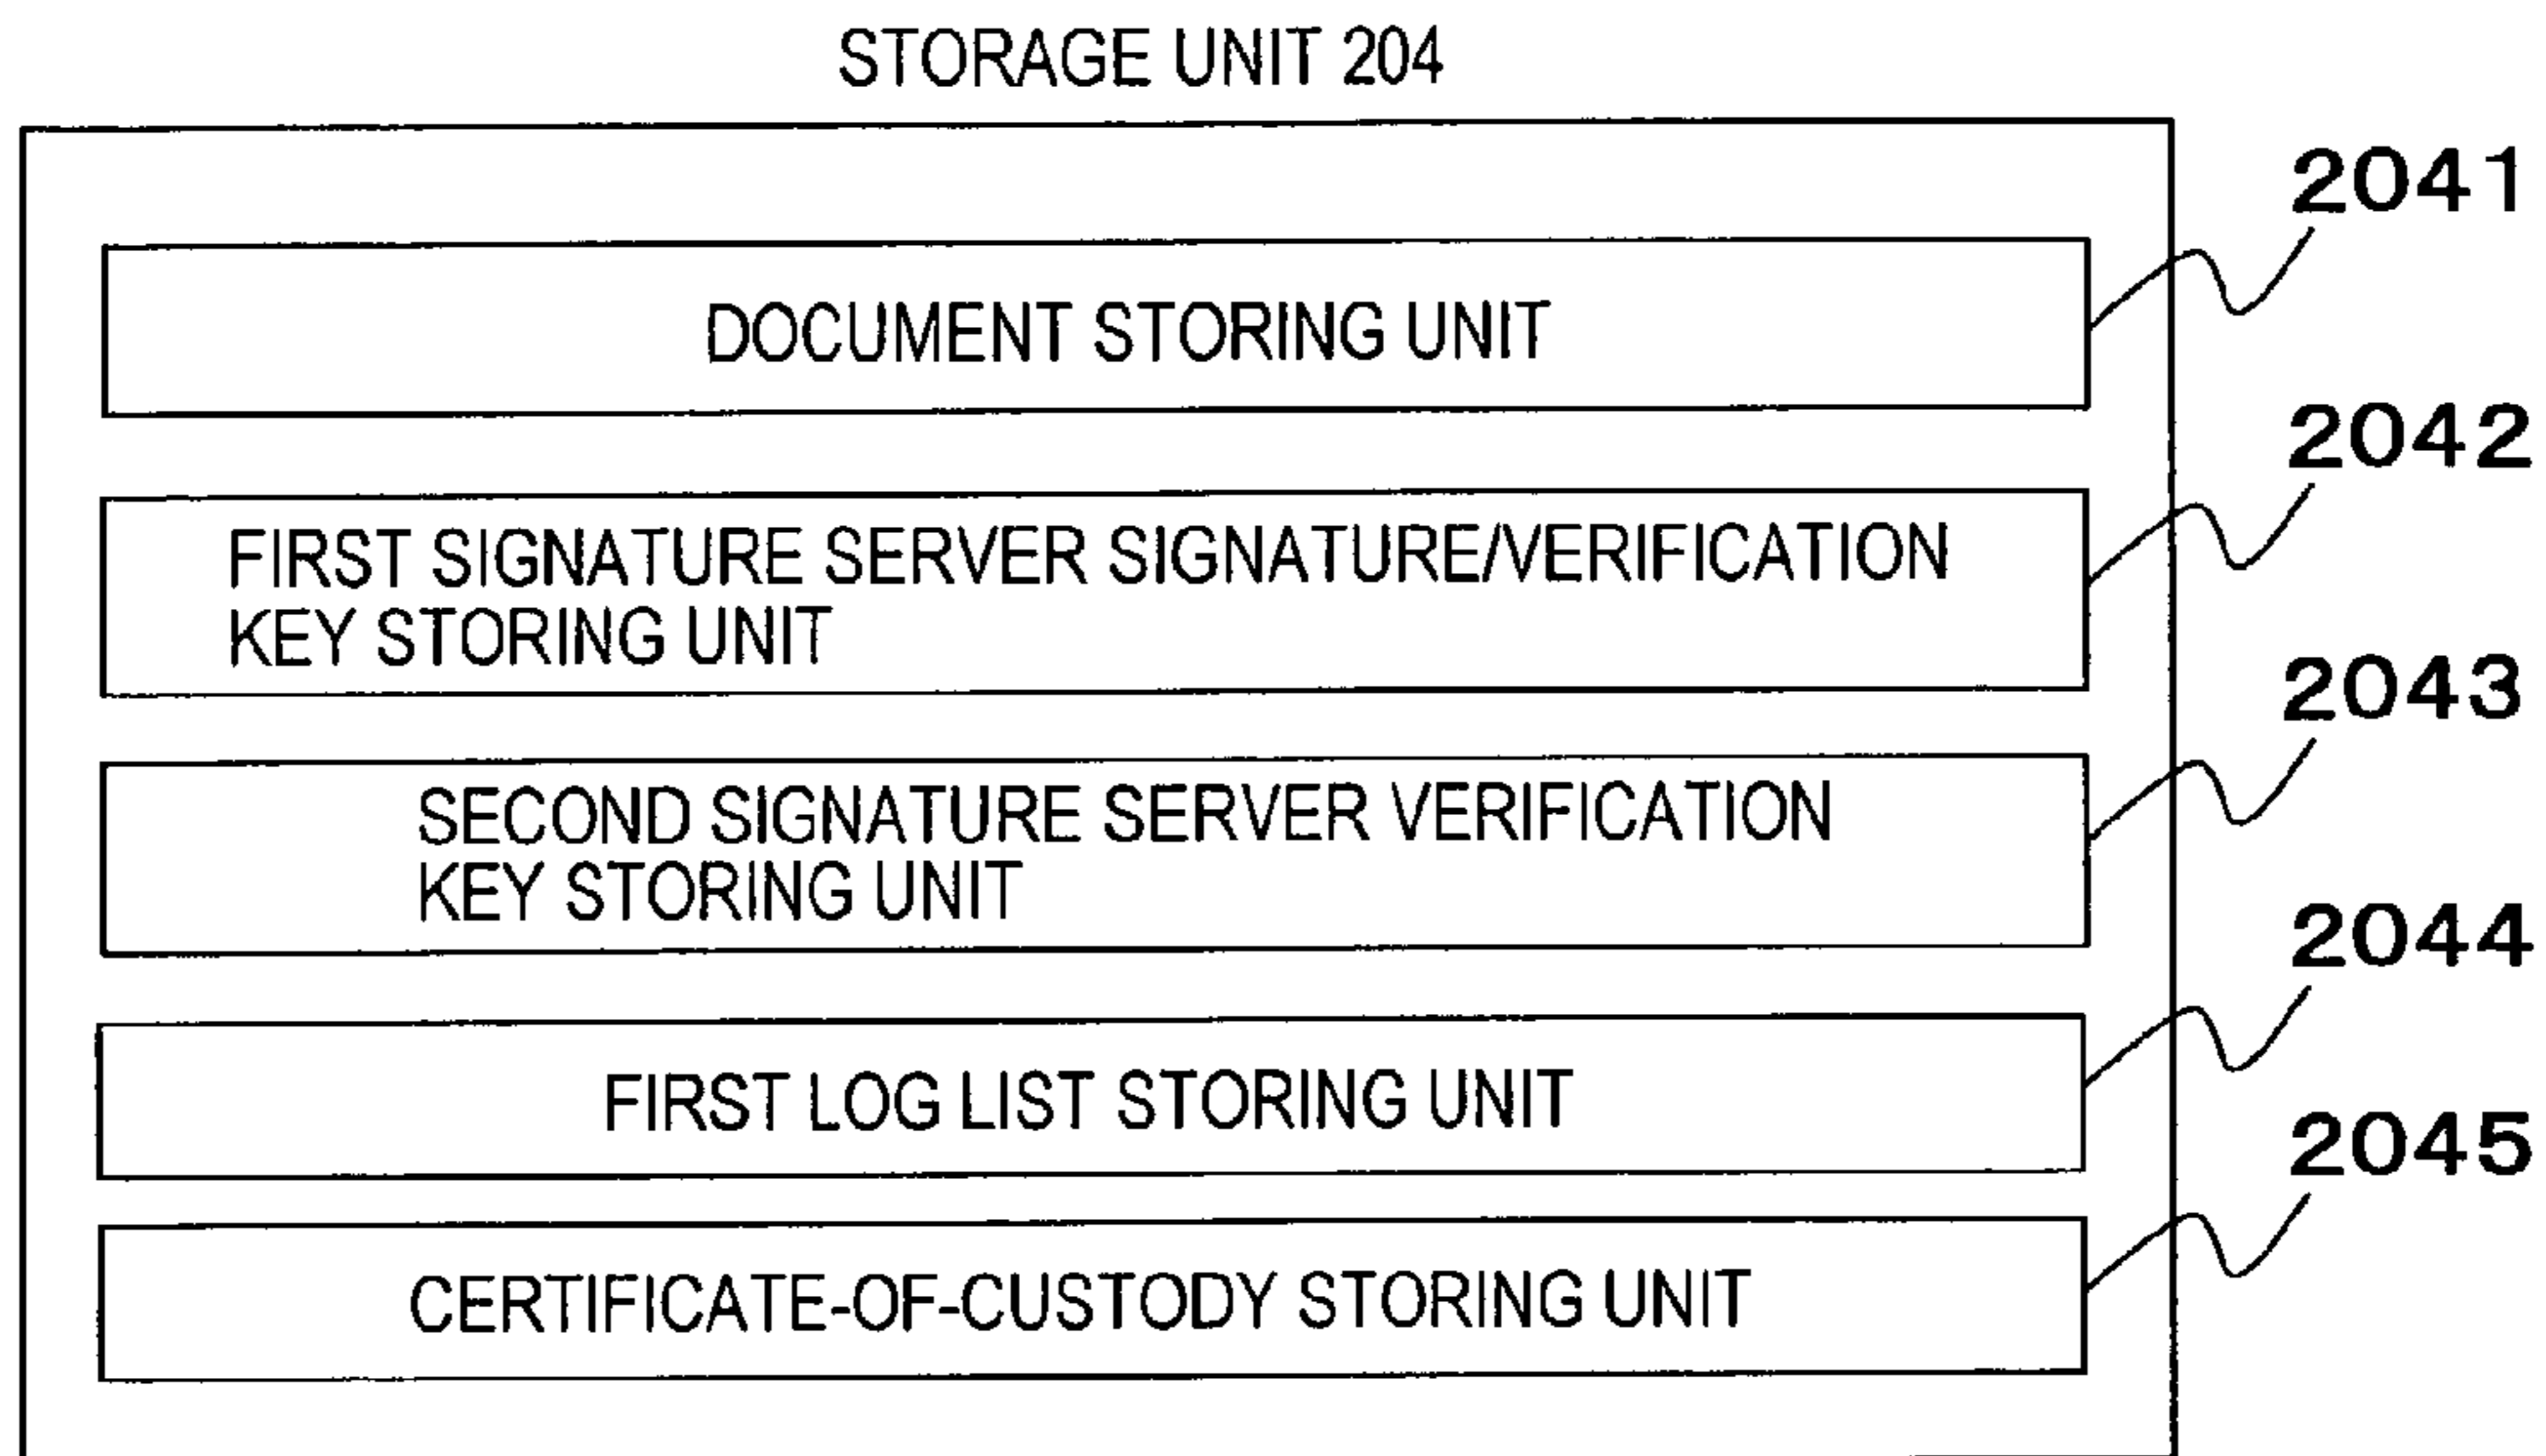 STORAGE UNIT 204
2041
DOCUMENT STORING UNIT
2042
FIRST SIGNATURE SERVER SIGNATURE/VERIFICATION
KEY STORING UNIT
2043
SECOND SIGNATURE SERVER VERIFICATION
KEY STORING UNIT
2044
FIRST LOG LIST STORING UNIT
2045
CERTIFICATE-OF-CUSTODY STORING UNIT